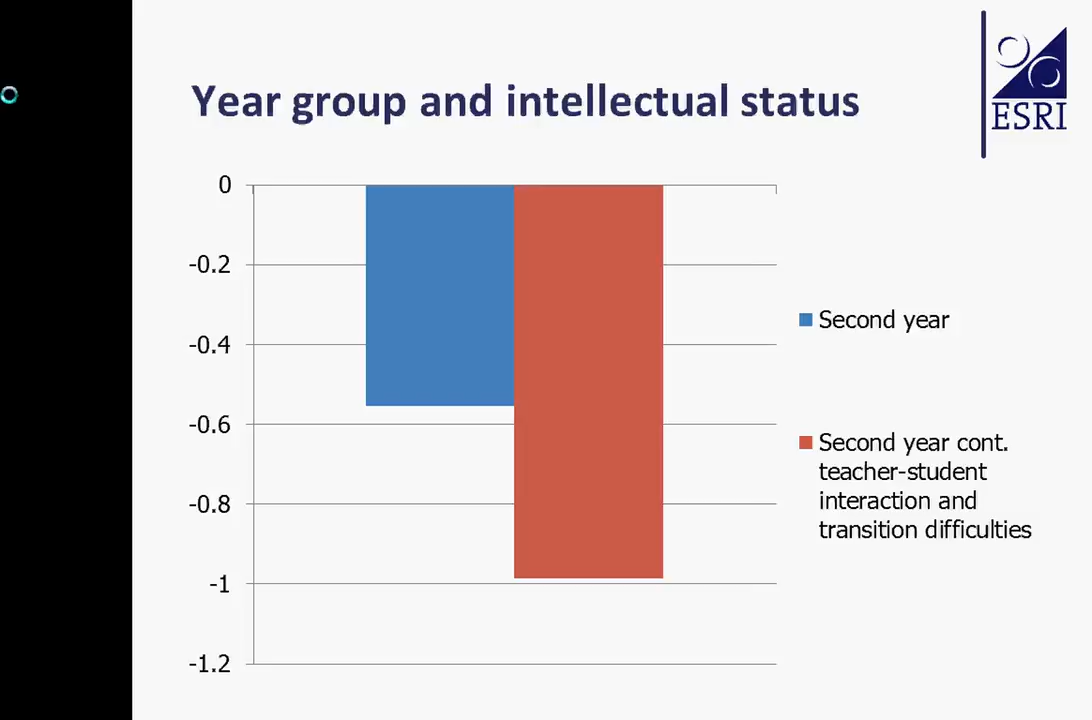 Year group and intellectual status
ESRI
0
-0.2
-0.4
-0.6
-0.8
-1
-1.2
Second year
Second year cont.
teacher-student
interaction and
transition difficulties